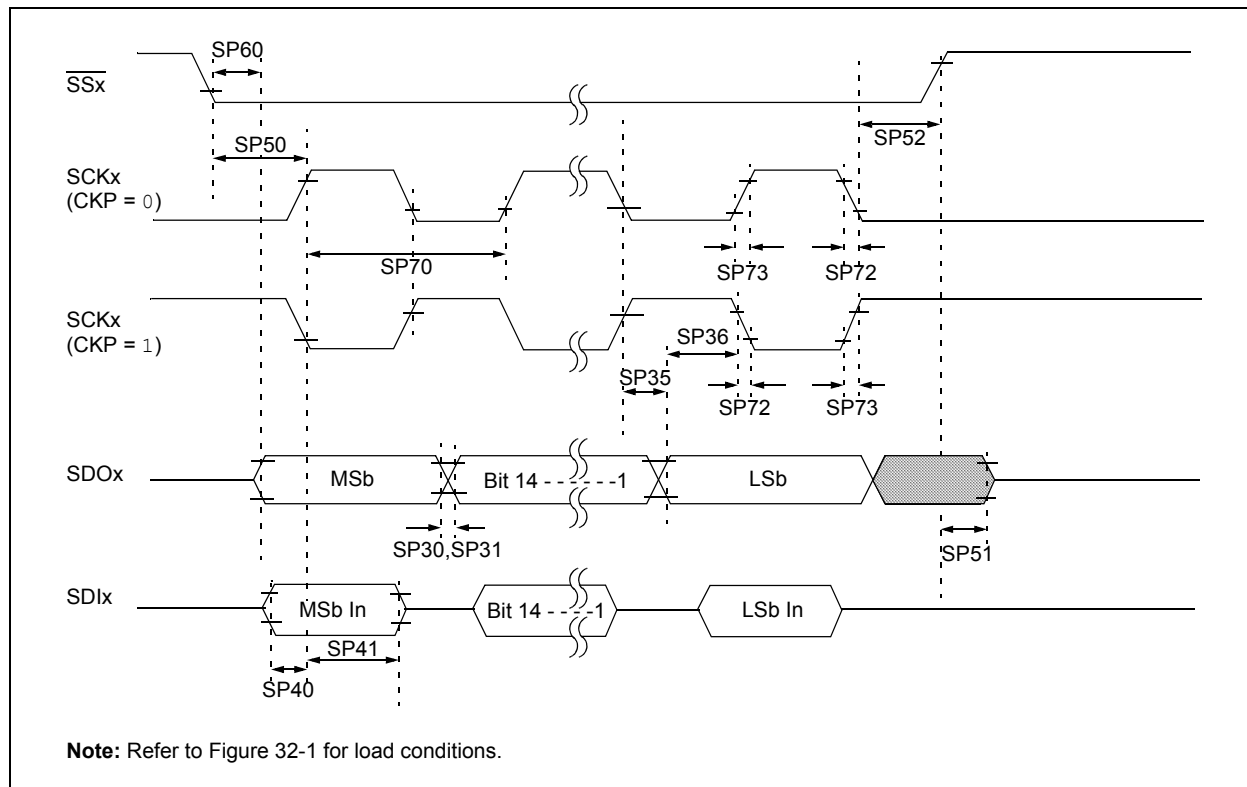 SP60
SSx
SP50
SP52
SCKx
(CKP = 0)
SP70
SP73
SP72
SCKx
(CKP = 1)
SP36
SP35
SP72
SP73
SDOx
MSb
Bit 14 - - - - - - -1
LSb
SP30,SP31
SP51
SDIx
MSb In
Bit 14 - - - - -1
LSb In
SP41
SP40
Note: Refer to Figure 32-1 for load conditions.